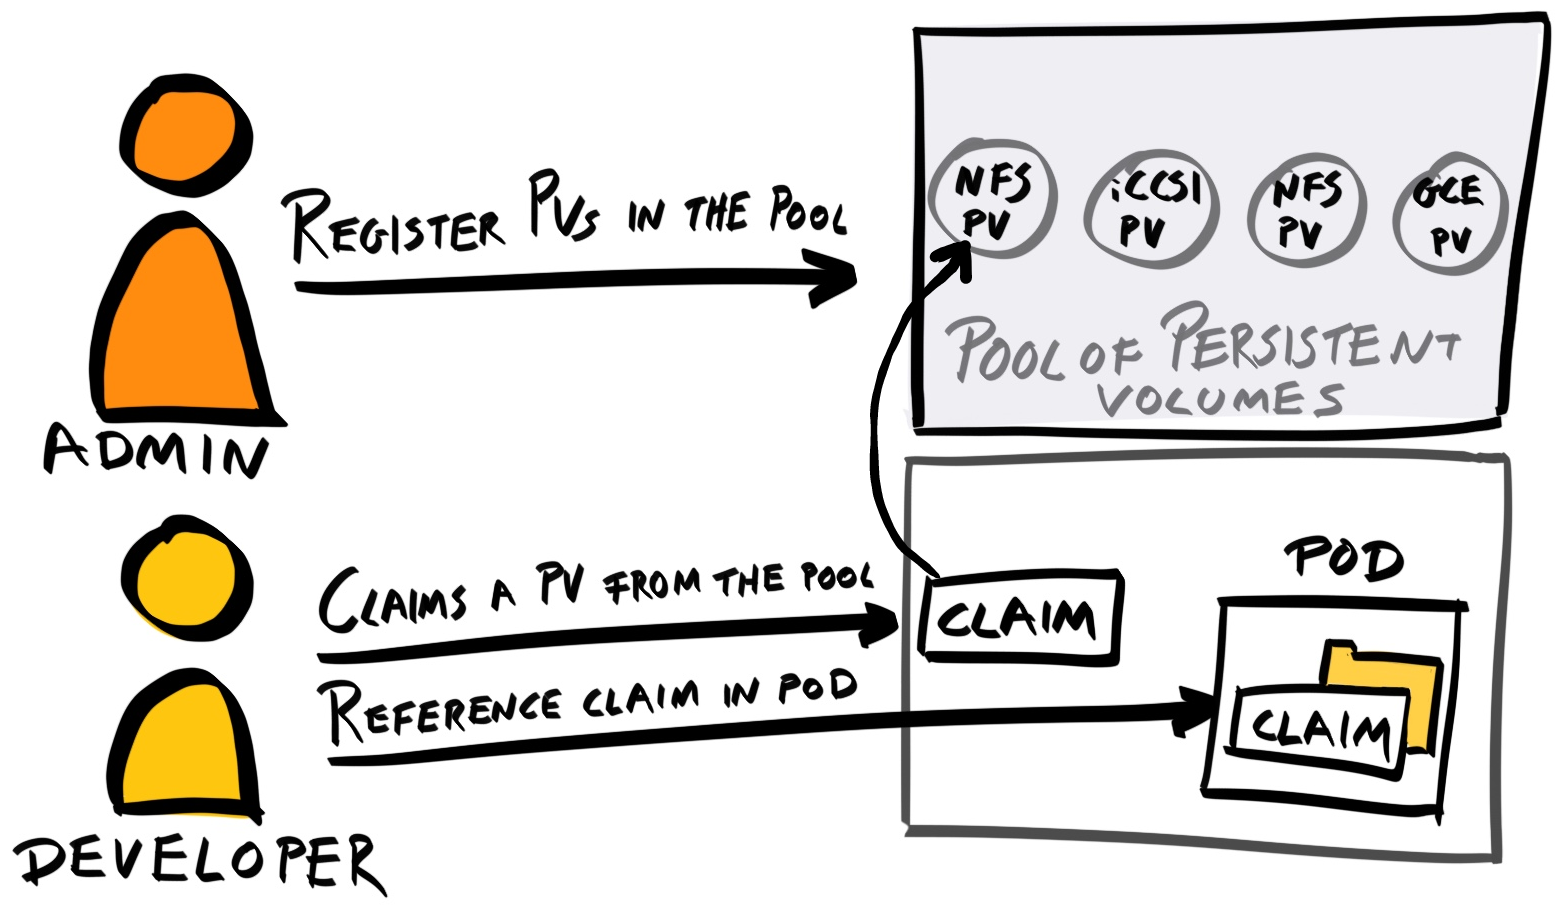 REGISTER PVs IN THE POOL
NFS
PV
iCCSI
PV
NFS
PV
GCE
PV
POOL OF PERSISTENT
VOLUMES
ADMIN
CLAIMS A PV FROM THE POOL
CLAIM
REFERENCE CLAIM IN POD
POD
CLAIM
DEVELOPER